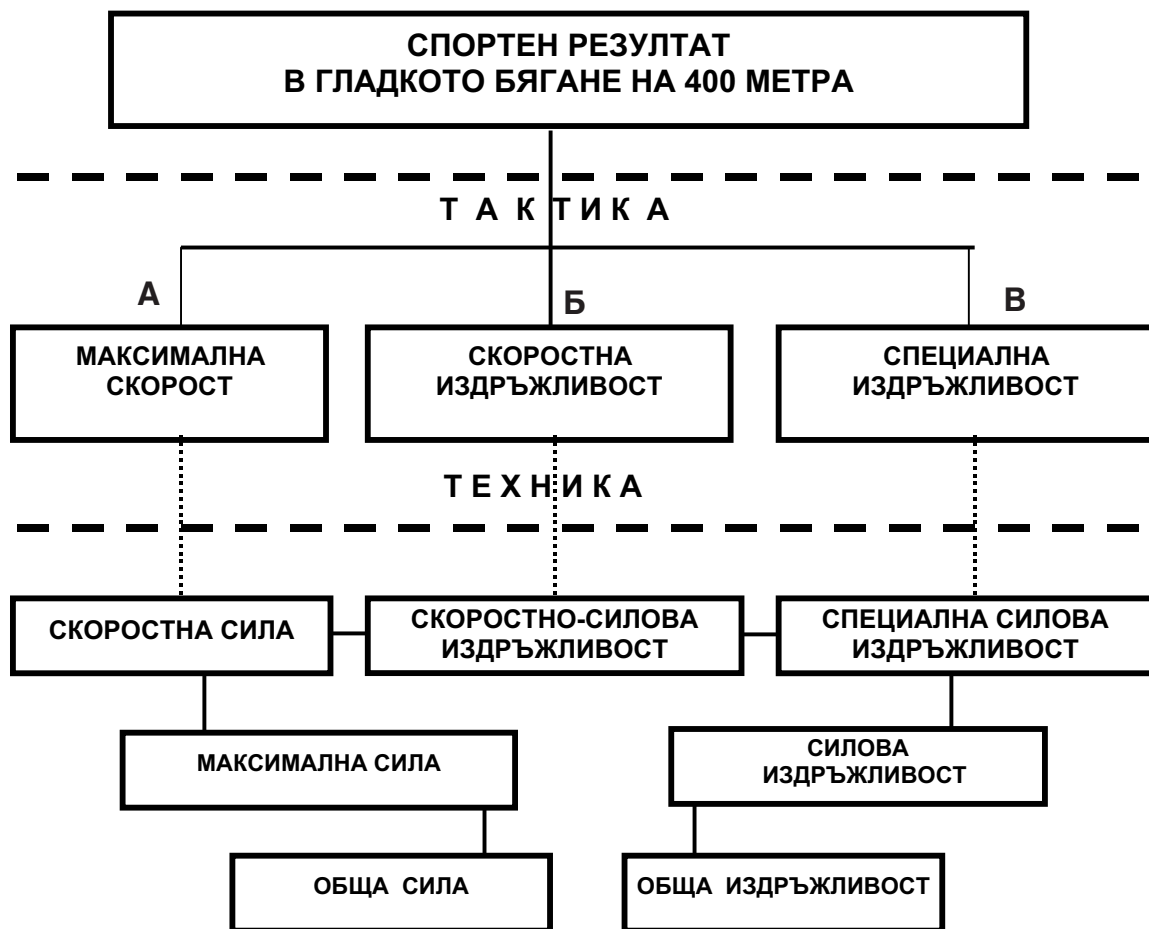 СПОРТЕН РЕЗУЛТАТ
В ГЛАДКОТО БЯГАНЕ НА 400 МЕТРА
Т А К Т И К А
А
Б
В
МАКСИМАЛНА
СКОРОСТ
СКОРОСТНА
ИЗДРЪЖЛИВОСТ
СПЕЦИАЛНА
ИЗДРЪЖЛИВОСТ
Т Е Х Н И К А
СКОРОСТНА СИЛА
СКОРОСТНО-СИЛОВА
ИЗДРЪЖЛИВОСТ
СПЕЦИАЛНА СИЛОВА
ИЗДРЪЖЛИВОСТ
МАКСИМАЛНА СИЛА
СИЛОВА
ИЗДРЪЖЛИВОСТ
ОБЩА СИЛА
ОБЩА ИЗДРЪЖЛИВОСТ